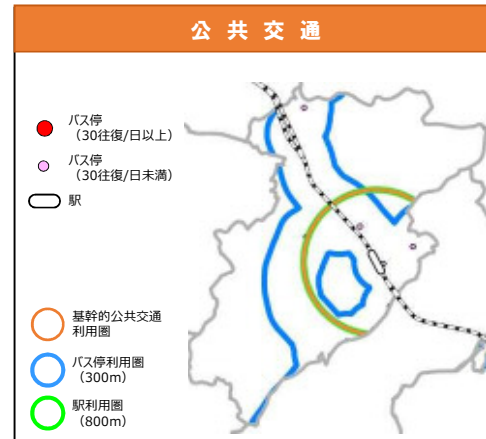 公共交通
バス停
（30往復/日以上）
バス停
（30往復/日未満）
駅
基幹的公共交通
利用圏
バス停利用圏
（300m）
駅利用圏
（800m）